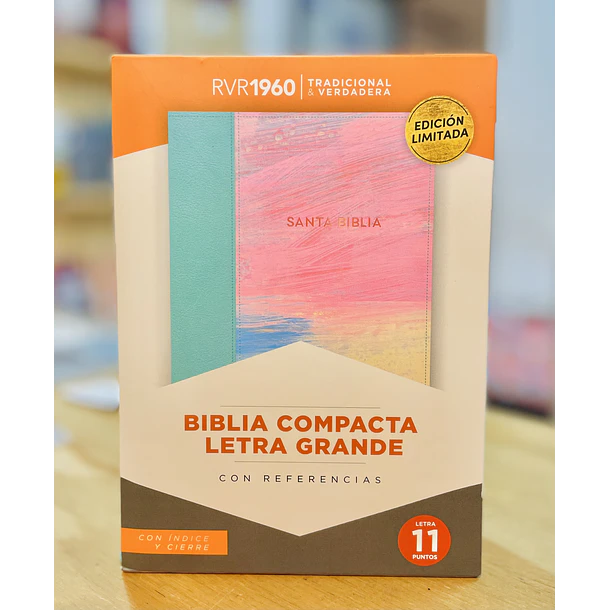 RVR1960 TRADICIONAL
& VERDADERA
EDICIÓN
LIMITADA
SANTA BIBLIA
BIBLIA COMPACTA
LETRA GRANDE
CON REFERENCIAS
CON ÍNDICE
Y CIERRE
LETRA
11
PUNTOS